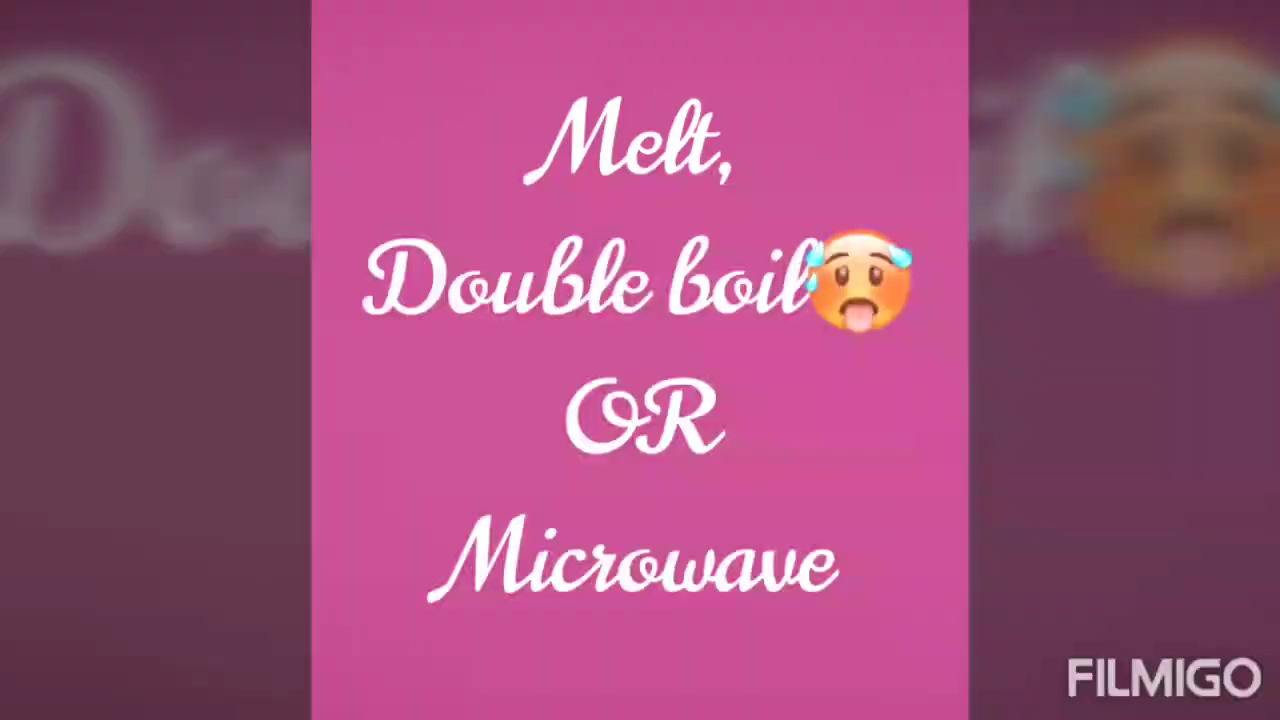 Melt,
Double boil🥵
OR
Microwave
FILMIGO